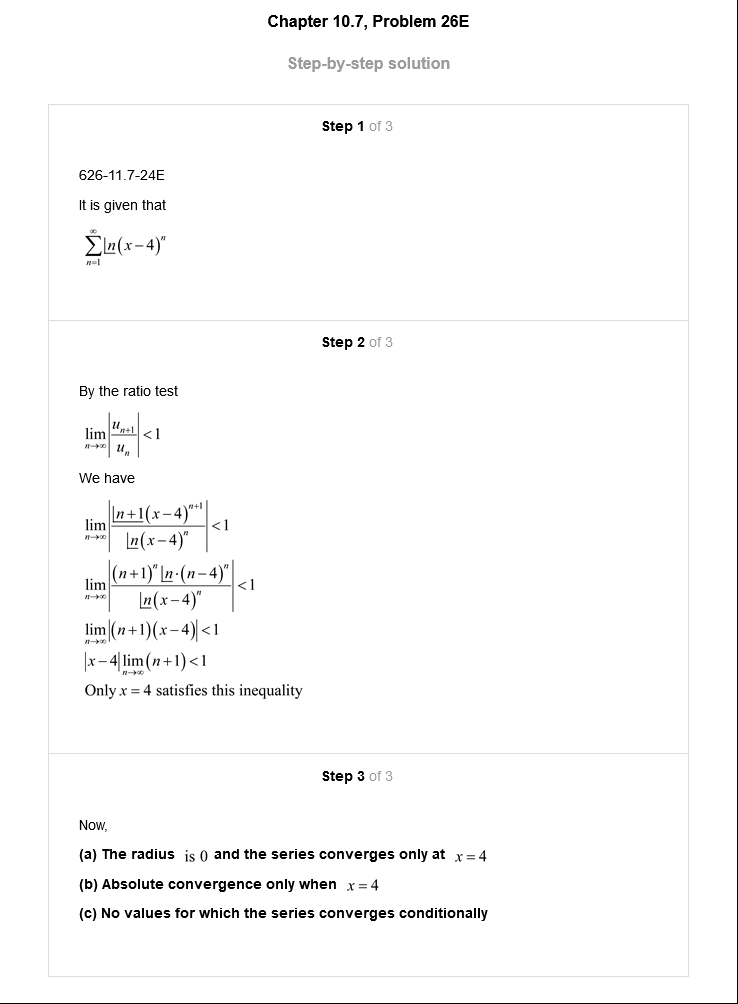 Chapter 10.7, Problem 26E
Step-by-step solution
Step 1 of 3
626-11.7-24E
It is given that
$\sum_{n=1}^{\infty} \underline{|n}(x-4)^n$
Step 2 of 3
By the ratio test
$\lim_{n\to\infty} \left|\frac{u_{n+1}}{u_n}\right| < 1$
We have
$\lim_{n\to\infty} \left|\frac{\underline{|n+1}(x-4)^{n+1}}{\underline{|n}(x-4)^n}\right| < 1$
$\lim_{n\to\infty} \left|\frac{(n+1)^n \underline{|n}\cdot(n-4)^n}{\underline{|n}(x-4)^n}\right| < 1$
$\lim_{n\to\infty} |(n+1)(x-4)| < 1$
$|x-4| \lim_{n\to\infty} (n+1) < 1$
Only x = 4 satisfies this inequality
Step 3 of 3
Now,
(a) The radius is 0 and the series converges only at x = 4
(b) Absolute convergence only when x = 4
(c) No values for which the series converges conditionally